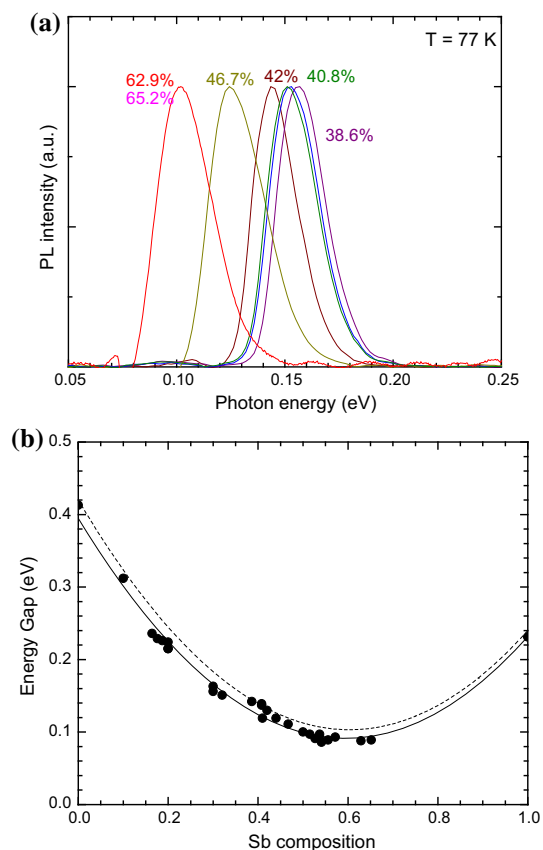 (a)
T = 77 K
62.9% 46.7% 42% 40.8%
65.2%
38.6%
PL intensity (a.u.)
0.05 0.10 0.15 0.20 0.25
Photon energy (eV)
(b)
0.5
0.4
0.3
0.2
0.1
0.0
Energy Gap (eV)
0.0 0.2 0.4 0.6 0.8 1.0
Sb composition